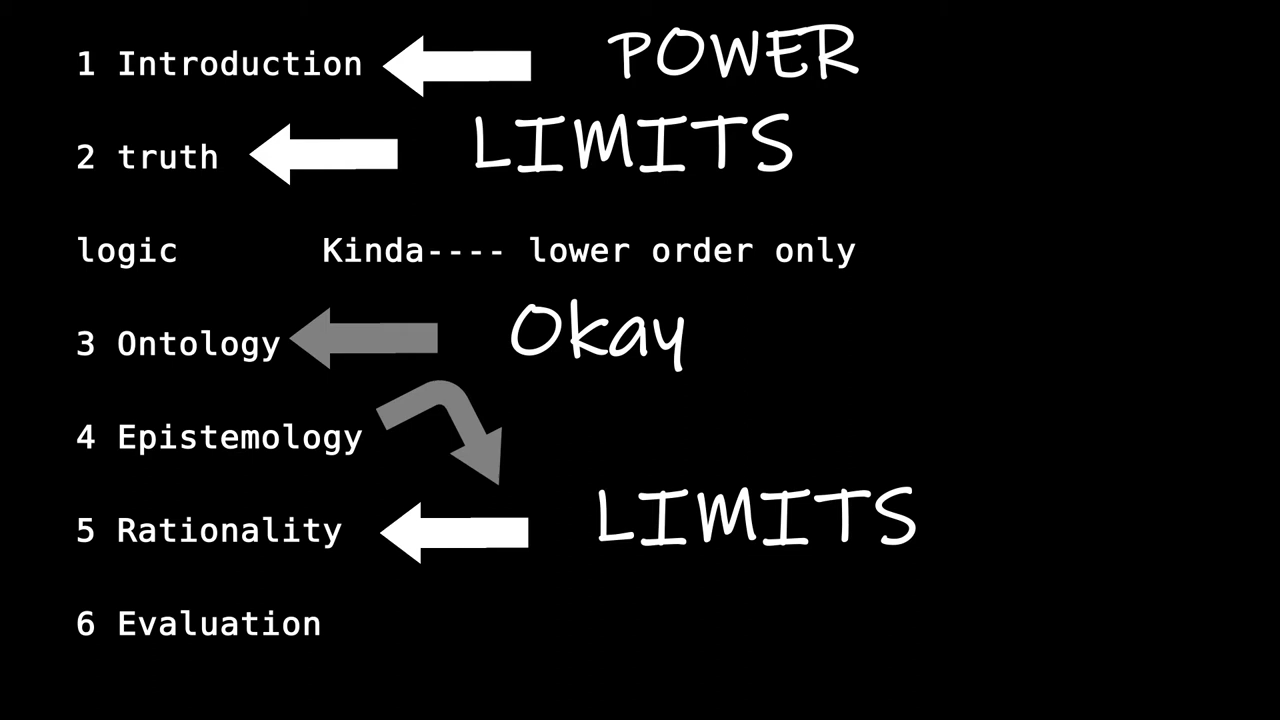 1 Introduction POWER
2 truth LIMITS
logic Kinda---- lower order only
3 Ontology Okay
4 Epistemology
5 Rationality LIMITS
6 Evaluation